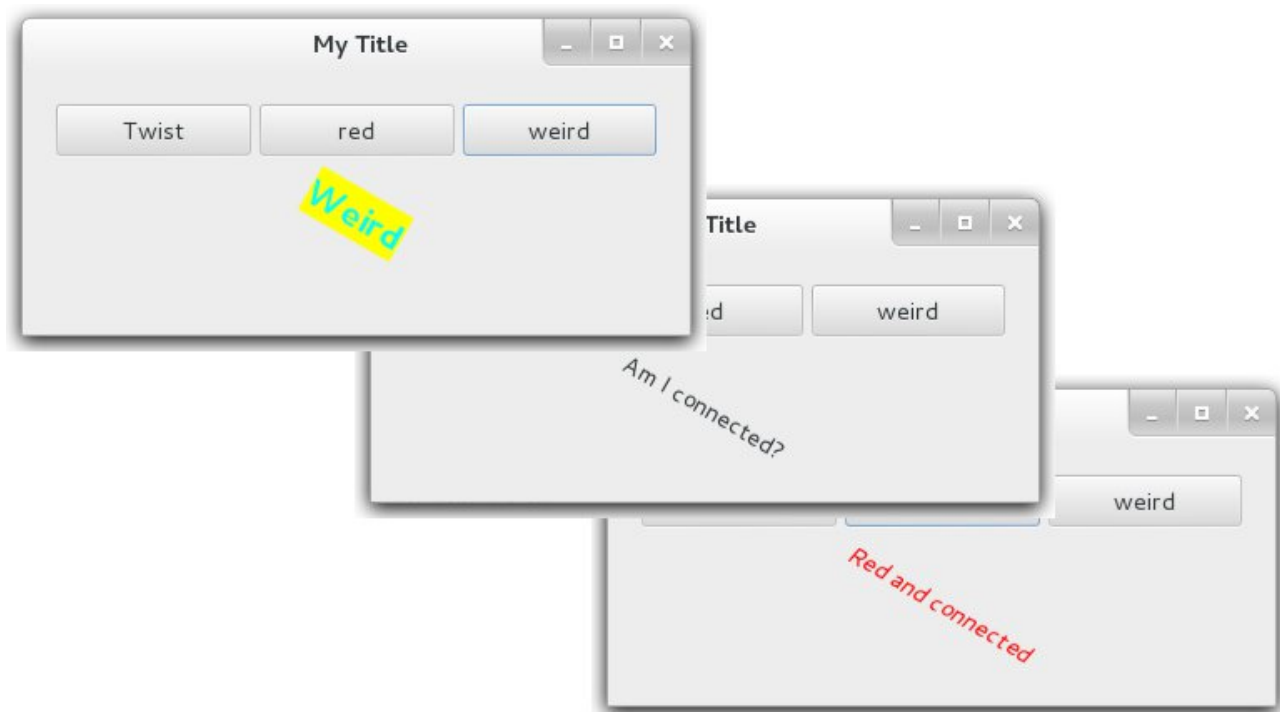 My Title
Twist
red
weird
Weird
Title
ed
weird
Am I connected?
weird
Red and connected